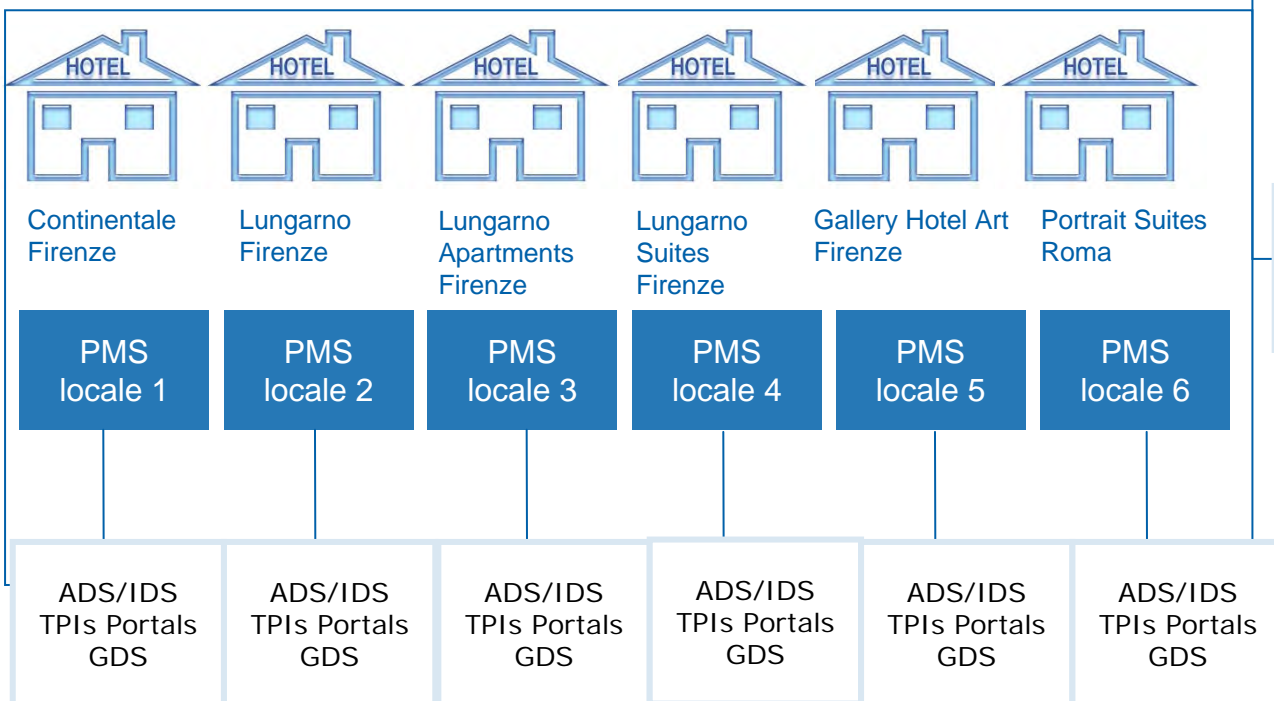 HOTEL
HOTEL
HOTEL
HOTEL
HOTEL
HOTEL
Continentale
Firenze
Lungarno
Firenze
Lungarno
Apartments
Firenze
Lungarno
Suites
Firenze
Gallery Hotel Art
Firenze
Portrait Suites
Roma
PMS
locale 1
PMS
locale 2
PMS
locale 3
PMS
locale 4
PMS
locale 5
PMS
locale 6
ADS/IDS
TPIs Portals
GDS
ADS/IDS
TPIs Portals
GDS
ADS/IDS
TPIs Portals
GDS
ADS/IDS
TPIs Portals
GDS
ADS/IDS
TPIs Portals
GDS
ADS/IDS
TPIs Portals
GDS